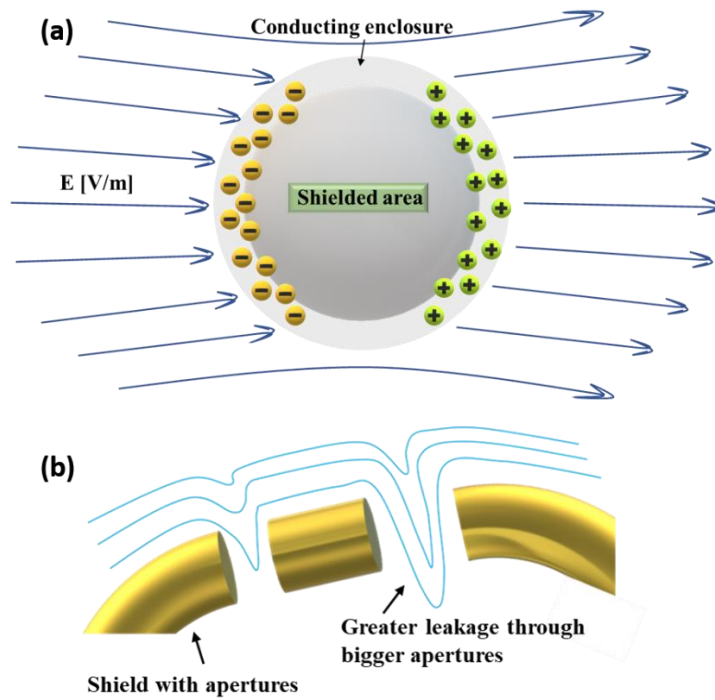 (a)
Conducting enclosure
E [V/m]
Shielded area
(b)
Greater leakage through
bigger apertures
Shield with apertures